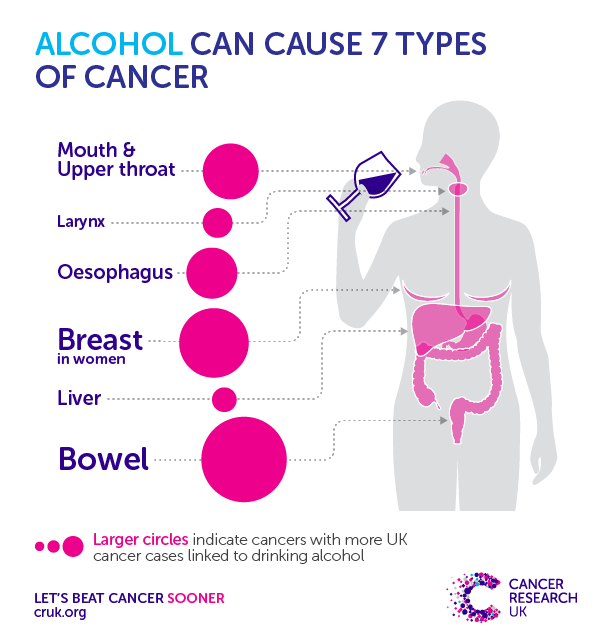 ALCOHOL CAN CAUSE 7 TYPES
OF CANCER
Mouth &
Upper throat
Larynx
Oesophagus
Breast
in women
Liver
Bowel
Larger circles indicate cancers with more UK
cancer cases linked to drinking alcohol
LET'S BEAT CANCER SOONER
cruk.org
CANCER
RESEARCH
UK